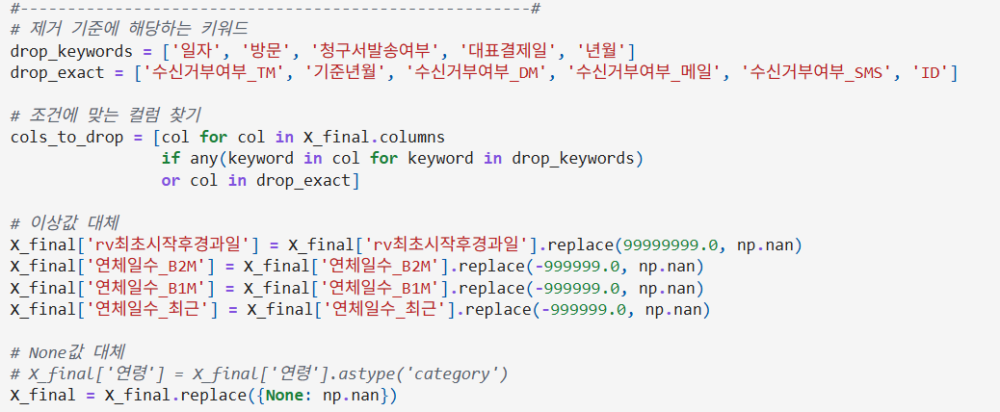 #------------------------------------------------------#
# 제거 기준에 해당하는 키워드
drop_keywords = ['일자', '방문', '청구서발송여부', '대표결제일', '년월']
drop_exact = ['수신거부여부_TM', '기준년월', '수신거부여부_DM', '수신거부여부_메일', '수신거부여부_SMS', 'ID']
# 조건에 맞는 컬럼 찾기
cols_to_drop = [col for col in X_final.columns
if any(keyword in col for keyword in drop_keywords)
or col in drop_exact]
# 이상값 대체
X_final['rv최초시작후경과일'] = X_final['rv최초시작후경과일'].replace(99999999.0, np.nan)
X_final['연체일수_B2M'] = X_final['연체일수_B2M'].replace(-999999.0, np.nan)
X_final['연체일수_B1M'] = X_final['연체일수_B1M'].replace(-999999.0, np.nan)
X_final['연체일수_최근'] = X_final['연체일수_최근'].replace(-999999.0, np.nan)
# None값 대체
# X_final['연령'] = X_final['연령'].astype('category')
X_final = X_final.replace({None: np.nan})